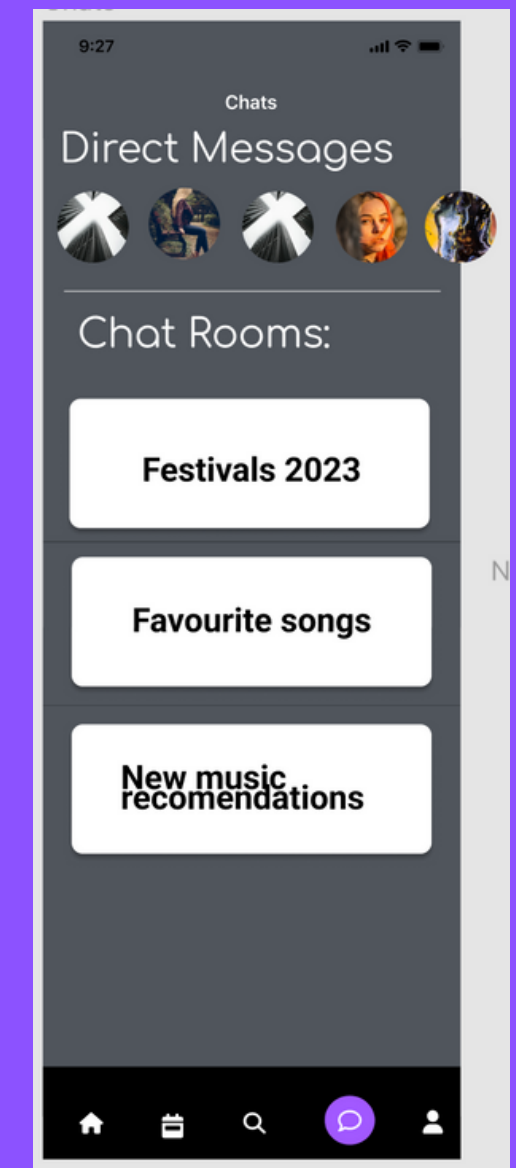 9:27
Chats
Direct Messages
Chat Rooms:
Festivals 2023
Favourite songs
New music
recomendations
N